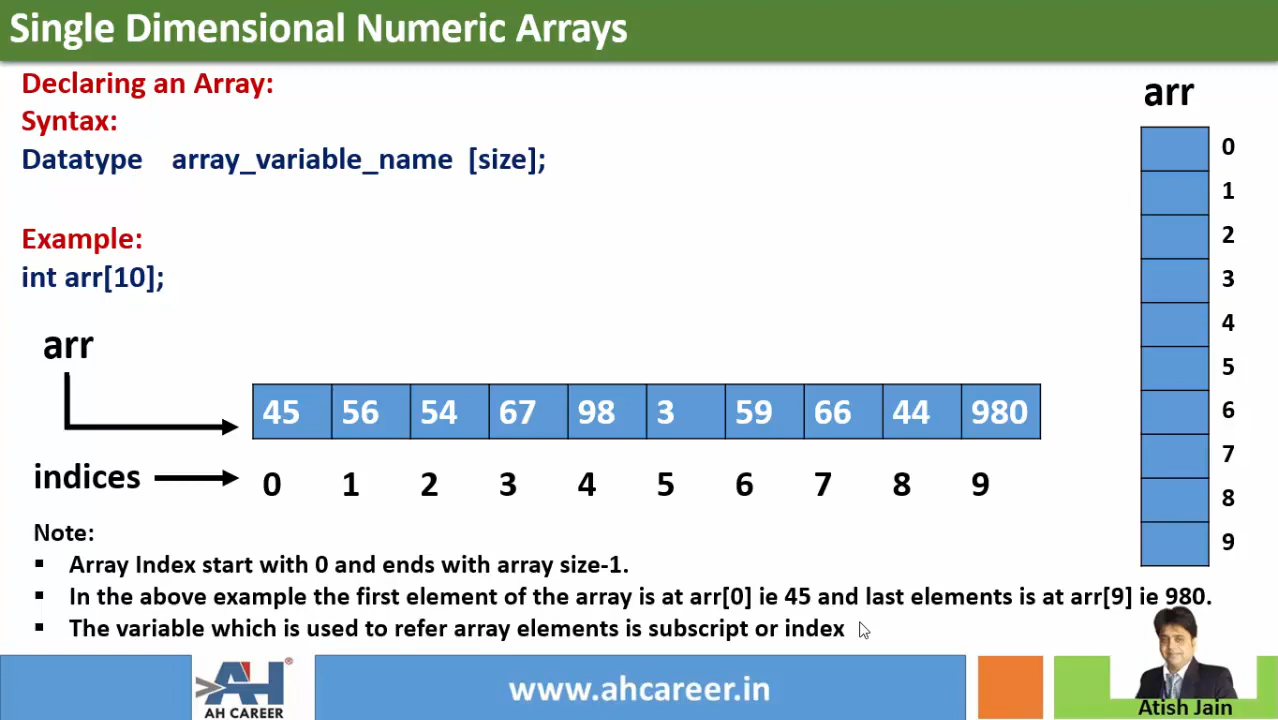 Single Dimensional Numeric Arrays
Declaring an Array:
Syntax:
Datatype array_variable_name [size];
Example:
int arr[10];
arr
45 56 54 67 98 3 59 66 44 980
indices 0 1 2 3 4 5 6 7 8 9
arr
0
1
2
3
4
5
6
7
8
9
Note:
▪ Array Index start with 0 and ends with array size-1.
▪ In the above example the first element of the array is at arr[0] ie 45 and last elements is at arr[9] ie 980.
▪ The variable which is used to refer array elements is subscript or index
AH ®
AH CAREER
www.ahcareer.in
Atish Jain